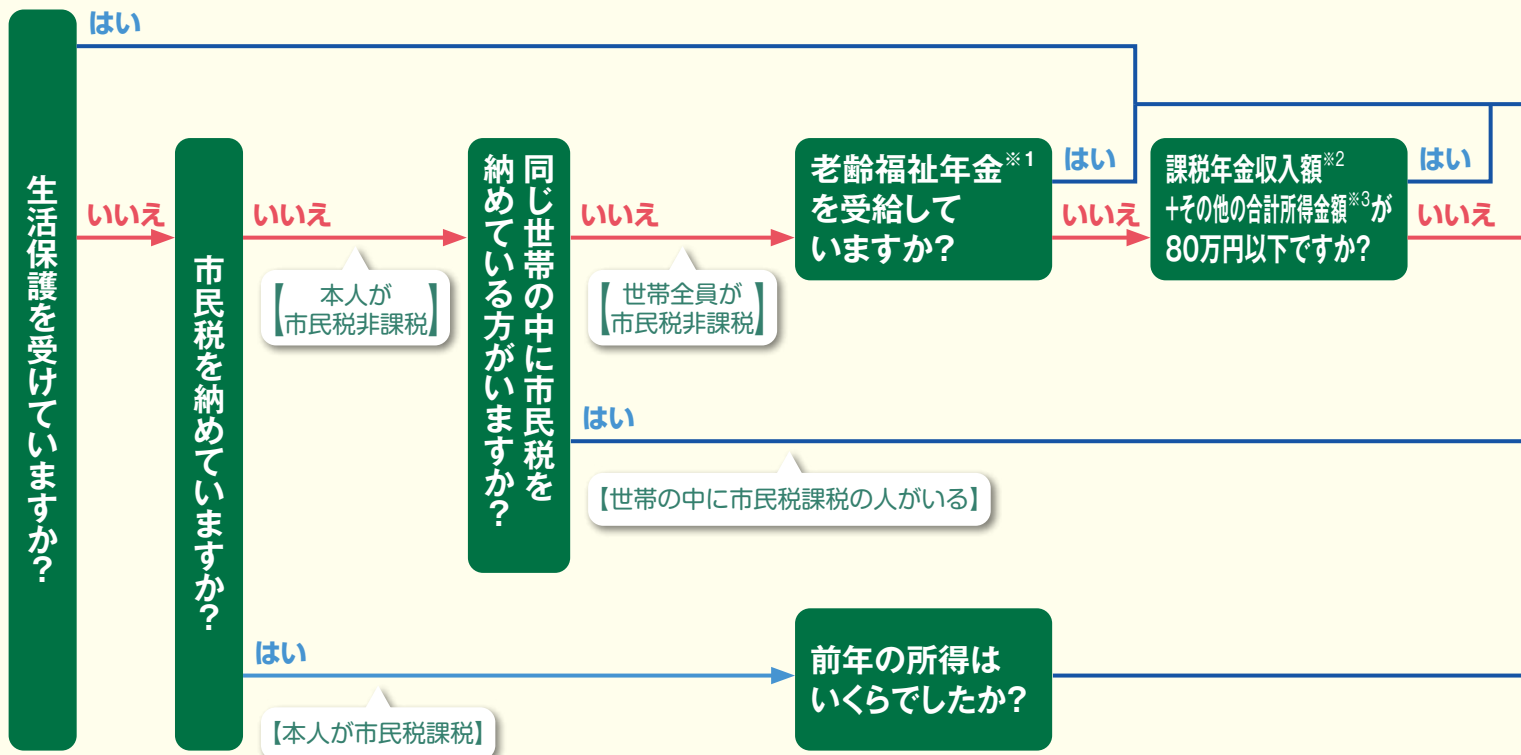 はい
生活保護を受けていますか？
いいえ
市民税を納めていますか？
いいえ
【本人が
市民税非課税】
同じ世帯の中に市民税を
納めている方がいますか？
いいえ
【世帯全員が
市民税非課税】
老齢福祉年金※1
を受給して
いますか？
はい
いいえ
課税年金収入額※2
+その他の合計所得金額※3が
80万円以下ですか？
はい
いいえ
はい
【世帯の中に市民税課税の人がいる】
はい
【本人が市民税課税】
前年の所得は
いくらでしたか？